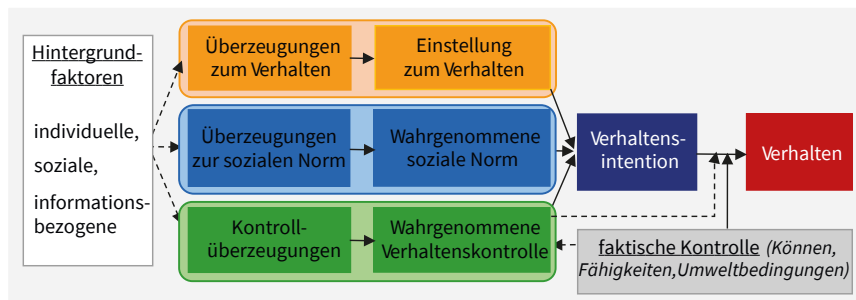 Hintergrund-
faktoren
individuelle,
soziale,
informations-
bezogene
Überzeugungen
zum Verhalten
Einstellung
zum Verhalten
Überzeugungen
zur sozialen Norm
Wahrgenommene
soziale Norm
Kontroll-
überzeugungen
Wahrgenommene
Verhaltenskontrolle
Verhaltens-
intention
Verhalten
faktische Kontrolle (Können,
Fähigkeiten,Umweltbedingungen)